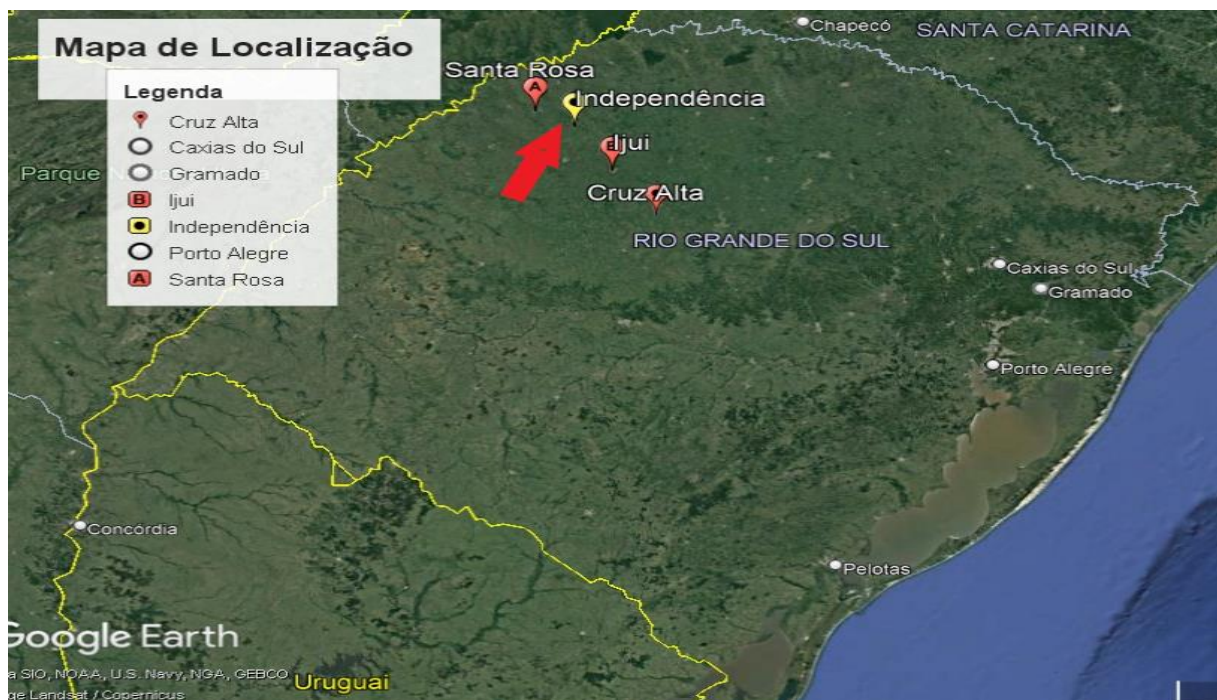 Mapa de Localização
Legenda
Cruz Alta
Caxias do Sul
Gramado
B Ijui
Independência
Porto Alegre
A Santa Rosa
Chapecó
SANTA CATARINA
Santa Rosa
A
Independência
Ijui
Parque
Cruz Alta
RIO GRANDE DO SUL
Caxias do Sul
Gramado
Porto Alegre
Concórdia
Pelotas
Google Earth
SIO, NOAA, U.S. Navy, NGA, GEBCO
Landsat / Copernicus
Uruguai